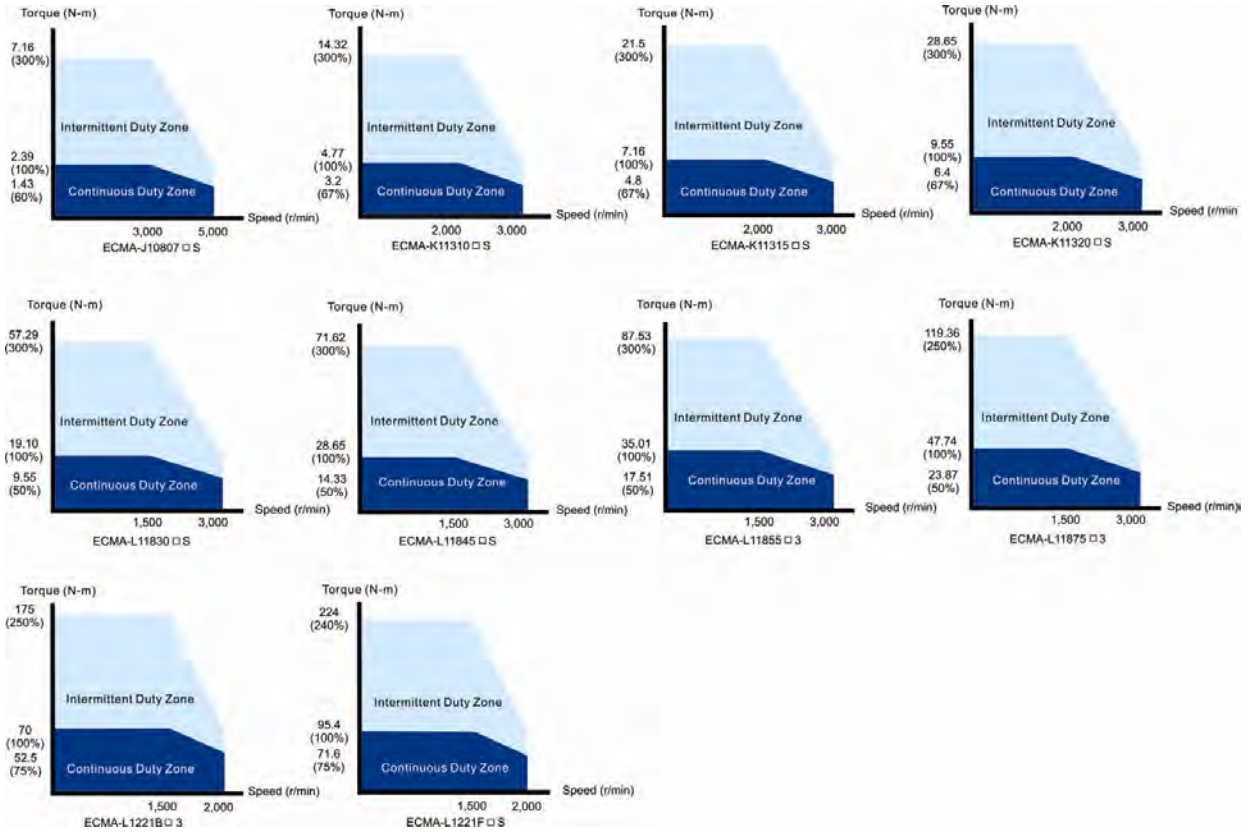 Torque (N-m)
7.16
(300%)
Intermittent Duty Zone
2.39
(100%)
1.43
(60%)
Continuous Duty Zone
Speed (r/min)
3,000 5,000
ECMA-J10807 □ S
Torque (N-m)
14.32
(300%)
Intermittent Duty Zone
4.77
(100%)
3.2
(67%)
Continuous Duty Zone
Speed (r/min)
2,000 3,000
ECMA-K11310 □ S
Torque (N-m)
21.5
(300%)
Intermittent Duty Zone
7.16
(100%)
4.8
(67%)
Continuous Duty Zone
Speed (r/min)
2,000 3,000
ECMA-K11315 □ S
Torque (N-m)
28.65
(300%)
Intermittent Duty Zone
9.55
(100%)
6.4
(67%)
Continuous Duty Zone
Speed (r/min)
2,000 3,000
ECMA-K11320 □ S
Torque (N-m)
57.29
(300%)
Intermittent Duty Zone
19.10
(100%)
9.55
(50%)
Continuous Duty Zone
Speed (r/min)
1,500 3,000
ECMA-L11830 □ S
Torque (N-m)
71.62
(300%)
Intermittent Duty Zone
28.65
(100%)
14.33
(50%)
Continuous Duty Zone
Speed (r/min)
1,500 3,000
ECMA-L11845 □ S
Torque (N-m)
87.53
(300%)
Intermittent Duty Zone
35.01
(100%)
17.51
(50%)
Continuous Duty Zone
Speed (r/min)
1,500 3,000
ECMA-L11855 □ 3
Torque (N-m)
119.36
(250%)
Intermittent Duty Zone
47.74
(100%)
23.87
(50%)
Continuous Duty Zone
Speed (r/min)
1,500 3,000
ECMA-L11875 □ 3
Torque (N-m)
175
(250%)
Intermittent Duty Zone
70
(100%)
52.5
(75%)
Continuous Duty Zone
Speed (r/min)
1,500 2,000
ECMA-L1221B □ 3
Torque (N-m)
224
(240%)
Intermittent Duty Zone
95.4
(100%)
71.6
(75%)
Continuous Duty Zone
Speed (r/min)
1,500 2,000
ECMA-L1221F □ S